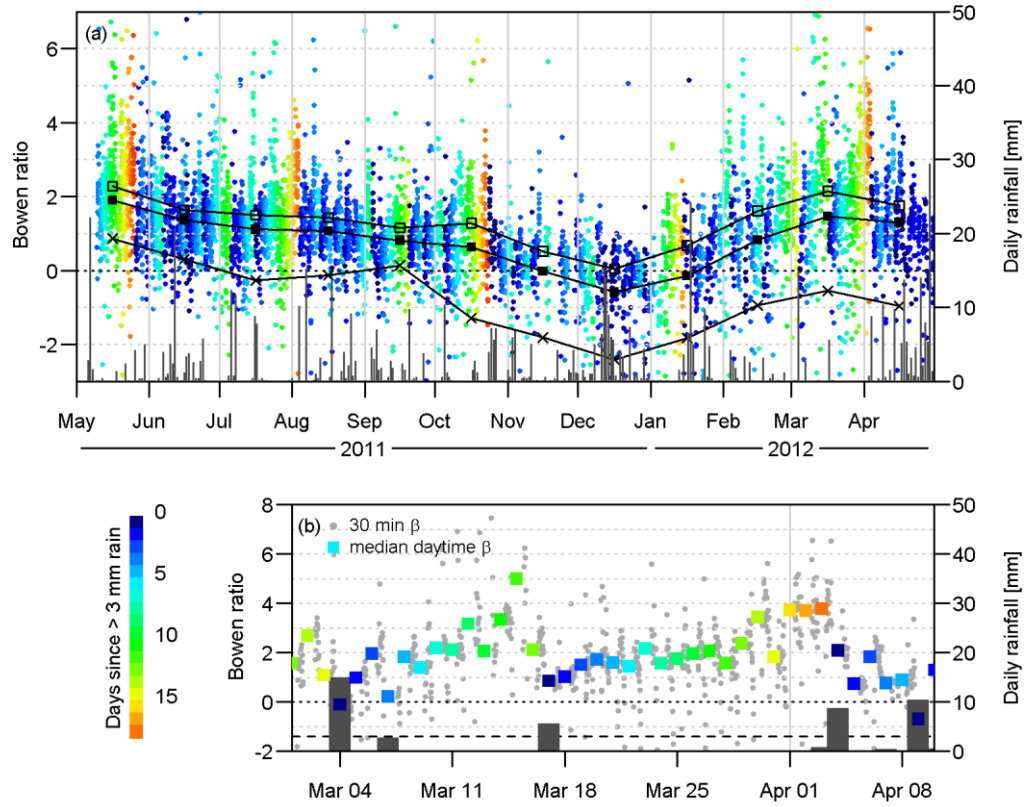 (a)
Bowen ratio
6
4
2
0
-2
Daily rainfall [mm]
50
40
30
20
10
0
May Jun Jul Aug Sep Oct Nov Dec Jan Feb Mar Apr
2011 2012
Days since > 3 mm rain
0
5
10
15
(b)
30 min β
median daytime β
Bowen ratio
8
6
4
2
0
-2
Daily rainfall [mm]
50
40
30
20
10
0
Mar 04 Mar 11 Mar 18 Mar 25 Apr 01 Apr 08